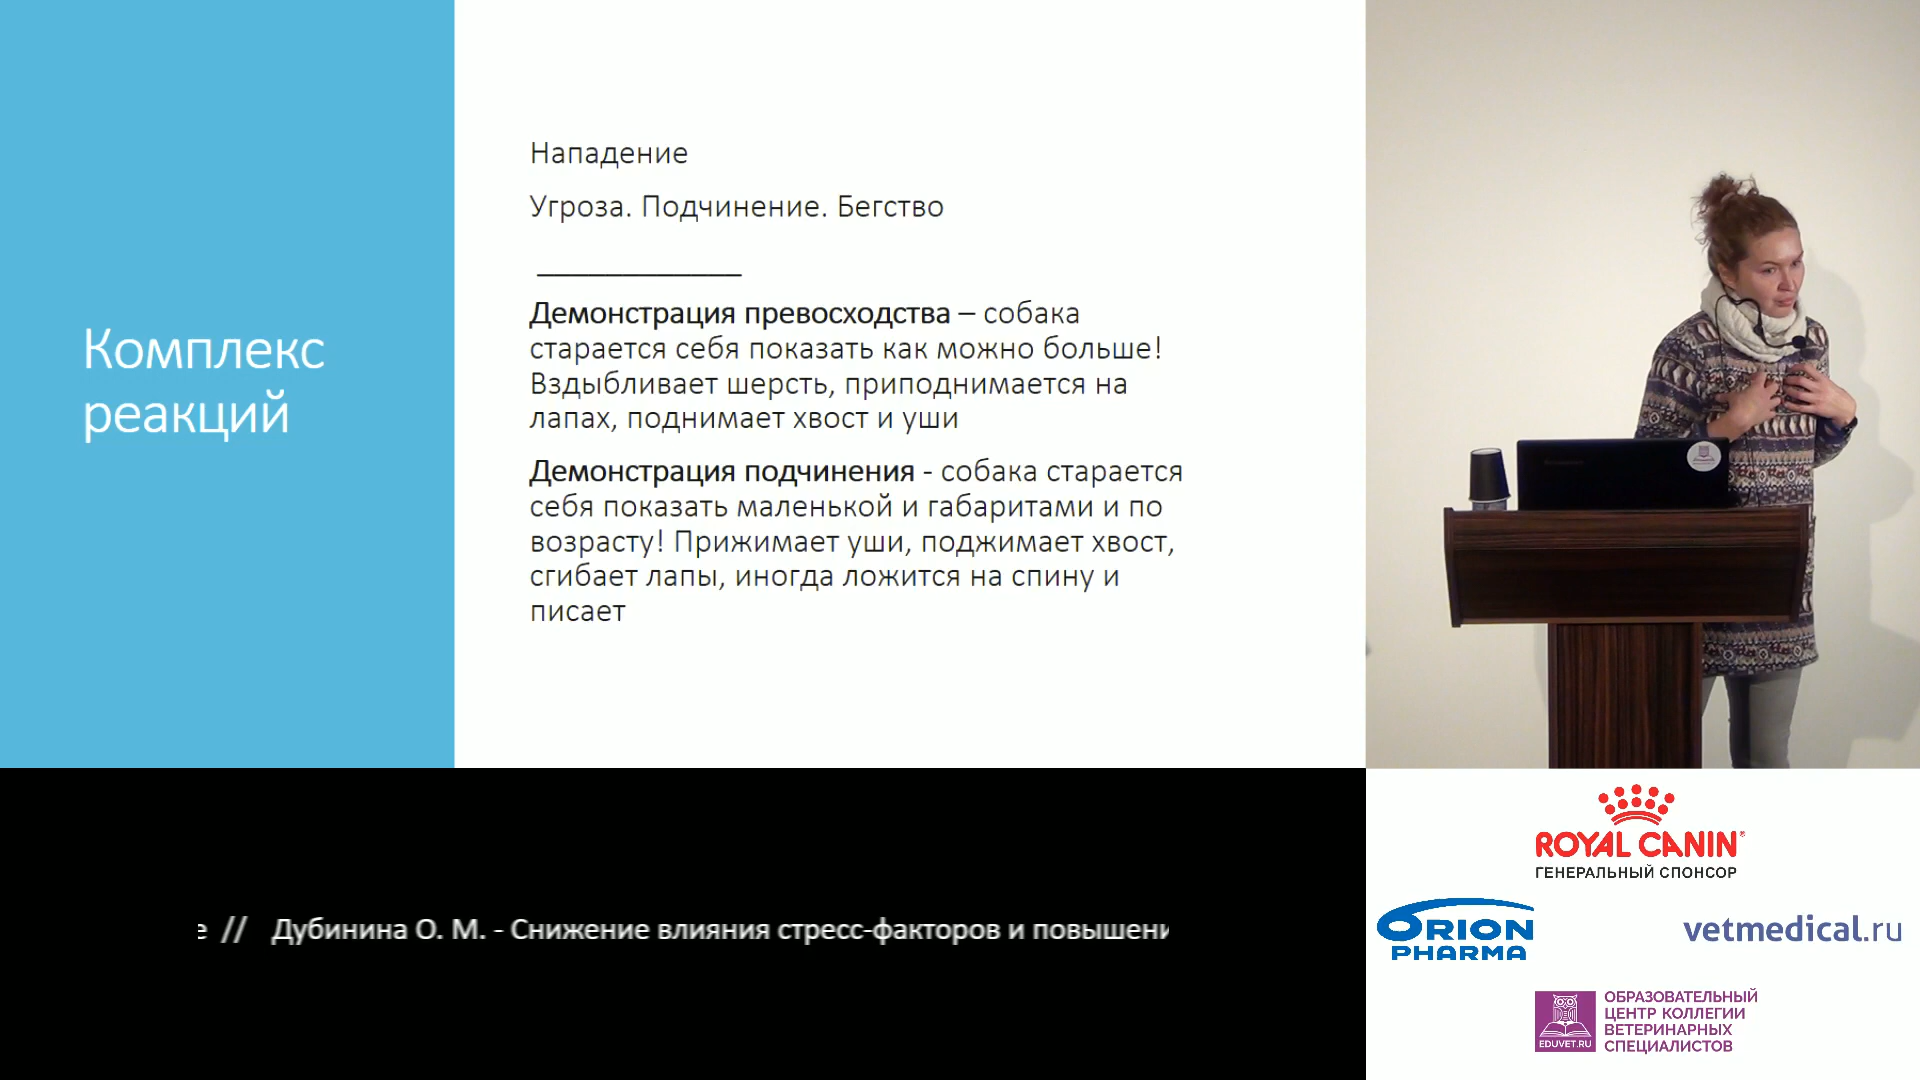 Комплекс
реакций
Нападение
Угроза. Подчинение. Бегство
Демонстрация превосходства – собака
старается себя показать как можно больше!
Вздыбливает шерсть, приподнимается на
лапах, поднимает хвост и уши
Демонстрация подчинения - собака старается
себя показать маленькой и габаритами и по
возрасту! Прижимает уши, поджимает хвост,
сгибает лапы, иногда ложится на спину и
писает
е // Дубинина О. М. - Снижение влияния стресс-факторов и повышени
ROYAL CANIN
ГЕНЕРАЛЬНЫЙ СПОНСОР
ORION
PHARMA
vetmedical.ru
EDUVET.RU
ОБРАЗОВАТЕЛЬНЫЙ
ЦЕНТР КОЛЛЕГИИ
ВЕТЕРИНАРНЫХ
СПЕЦИАЛИСТОВ